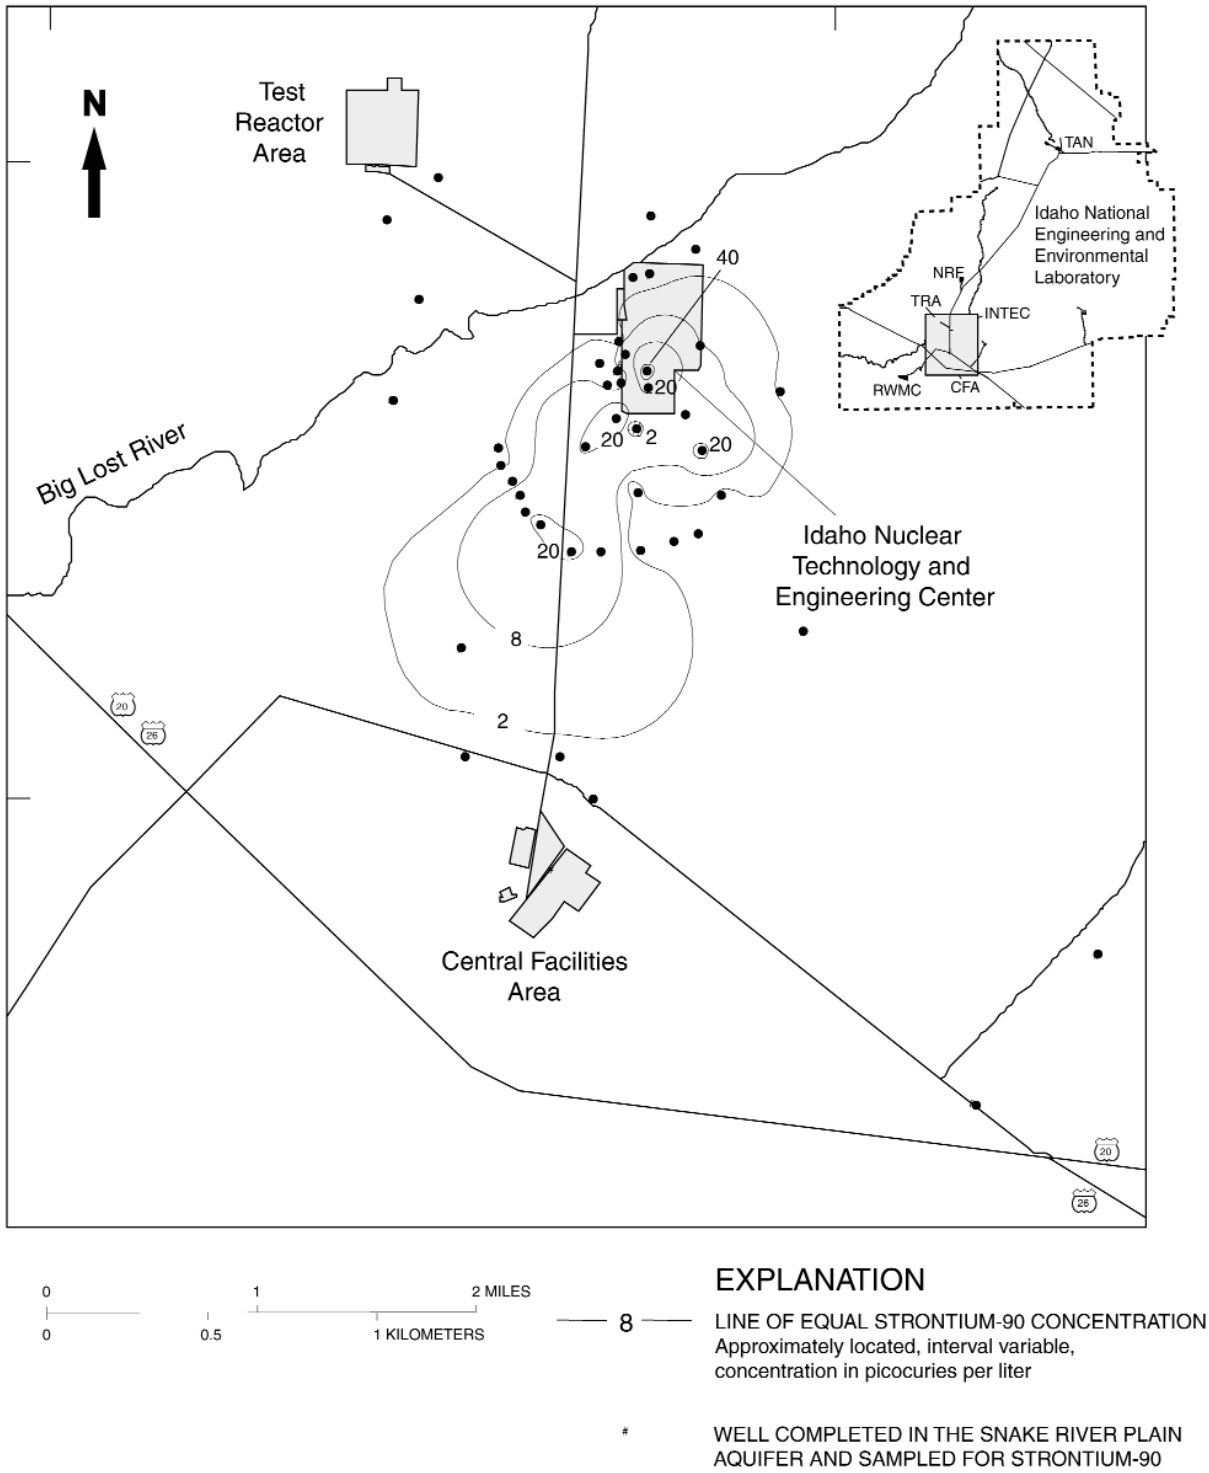 Test
Reactor
Area
N
40
20
20
2
20
20
8
2
Big Lost River
Idaho Nuclear
Technology and
Engineering Center
TAN
Idaho National
Engineering and
Environmental
Laboratory
NRF
TRA
INTEC
RWMC
CFA
20
26
Central Facilities
Area
20
26
0
1
2 MILES
0
0.5
1 KILOMETERS
EXPLANATION
8
LINE OF EQUAL STRONTIUM-90 CONCENTRATION
Approximately located, interval variable,
concentration in picocuries per liter
#
WELL COMPLETED IN THE SNAKE RIVER PLAIN
AQUIFER AND SAMPLED FOR STRONTIUM-90